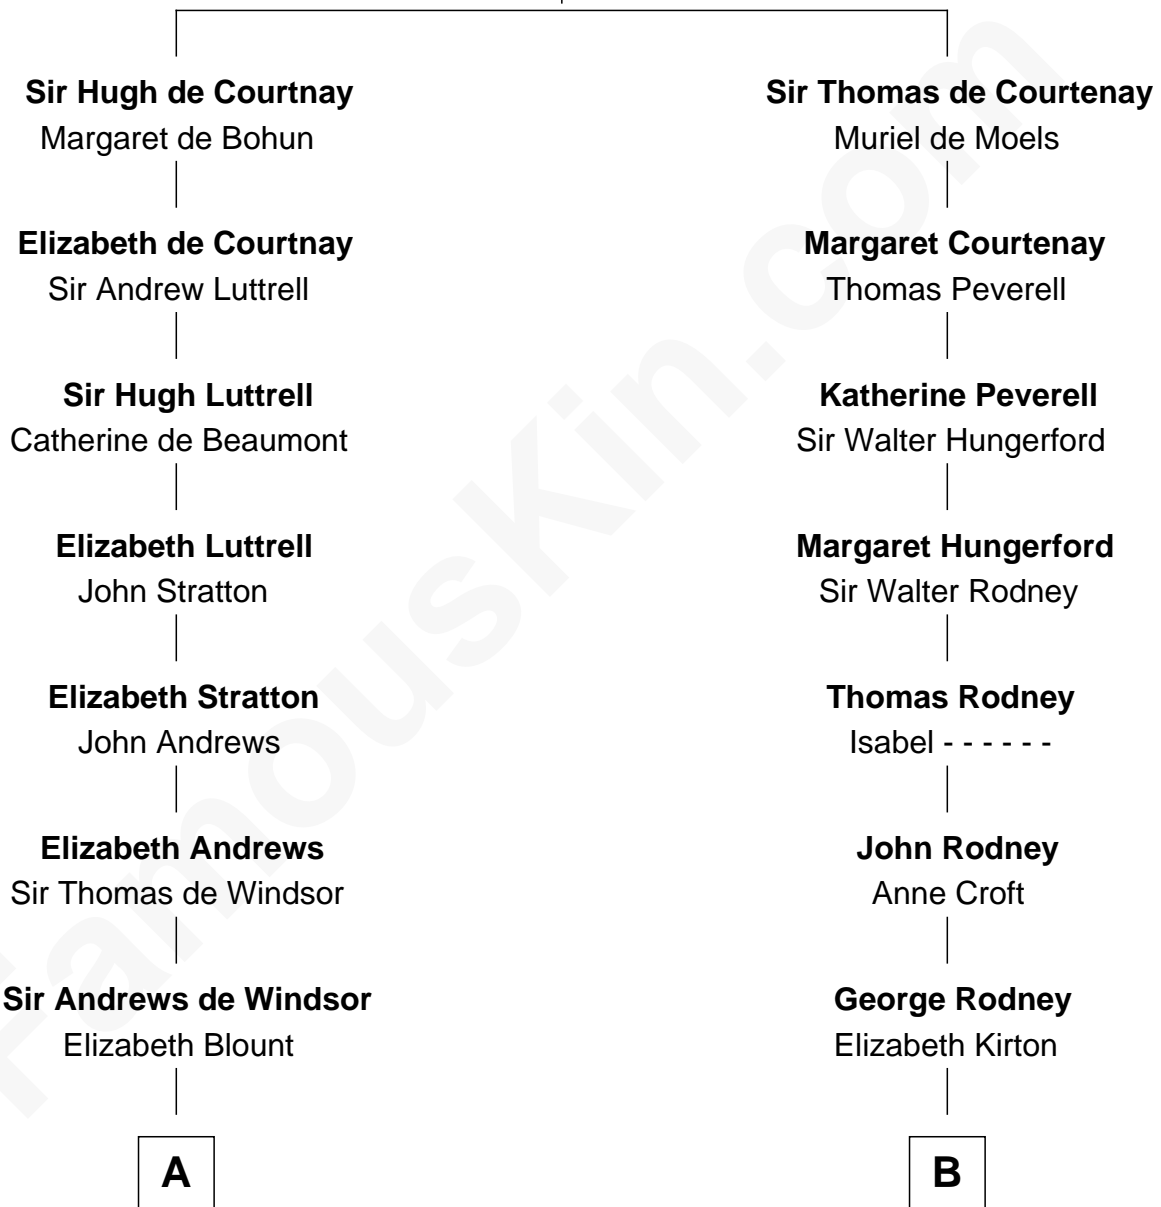 Sir Hugh de Courtnay
Margaret de Bohun
Elizabeth de Courtnay
Sir Andrew Luttrell
Sir Hugh Luttrell
Catherine de Beaumont
Elizabeth Luttrell
John Stratton
Elizabeth Stratton
John Andrews
Elizabeth Andrews
Sir Thomas de Windsor
Sir Andrews de Windsor
Elizabeth Blount
A
Sir Thomas de Courtenay
Muriel de Moels
Margaret Courtenay
Thomas Peverell
Katherine Peverell
Sir Walter Hungerford
Margaret Hungerford
Sir Walter Rodney
Thomas Rodney
Isabel - - - - - -
John Rodney
Anne Croft
George Rodney
Elizabeth Kirton
B
FamousKin.com